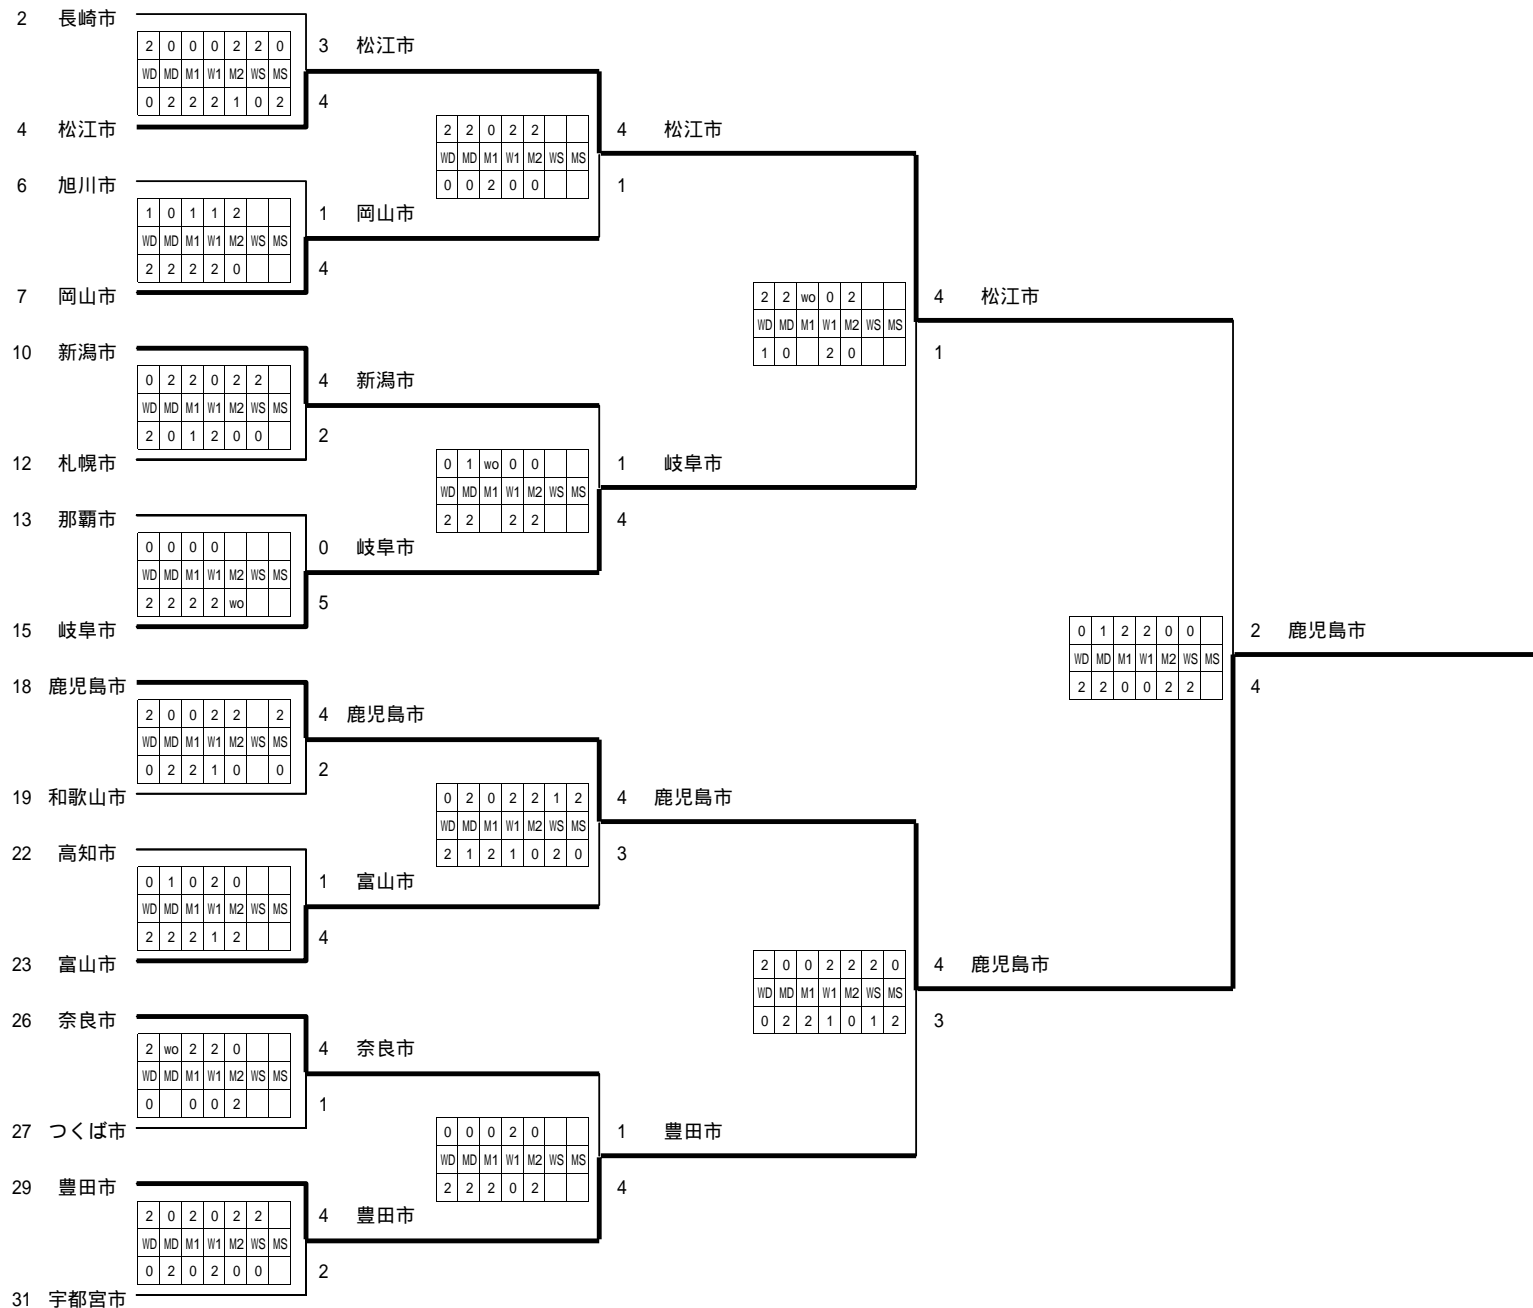 2 長崎市
2 0 0 0 2 2 0
3 松江市
WD MD M1 W1 M2 WS MS
0 2 2 2 1 0 2
4
4 松江市
2 2 0 2 2
4 松江市
WD MD M1 W1 M2 WS MS
0 0 2 0 0
1
6 旭川市
1 0 1 1 2
1 岡山市
WD MD M1 W1 M2 WS MS
2 2 2 2 0
4
7 岡山市
2 2 wo 0 2
4 松江市
WD MD M1 W1 M2 WS MS
1 0 2 0
1
10 新潟市
0 2 2 0 2 2
4 新潟市
WD MD M1 W1 M2 WS MS
2 0 1 2 0 0
2
12 札幌市
0 1 wo 0 0
1 岐阜市
WD MD M1 W1 M2 WS MS
2 2 2 2
4
13 那覇市
0 0 0 0
0 岐阜市
WD MD M1 W1 M2 WS MS
2 2 2 2 wo
5
15 岐阜市
0 1 2 2 0 0
2 鹿児島市
WD MD M1 W1 M2 WS MS
2 2 0 0 2 2
4
18 鹿児島市
2 0 0 2 2 2
4 鹿児島市
WD MD M1 W1 M2 WS MS
0 2 2 1 0 0
2
19 和歌山市
0 2 0 2 2 1 2
4 鹿児島市
WD MD M1 W1 M2 WS MS
2 1 2 1 0 2 0
3
22 高知市
0 1 0 2 0
1 富山市
WD MD M1 W1 M2 WS MS
2 2 2 1 2
4
23 富山市
2 0 0 2 2 2 0
4 鹿児島市
WD MD M1 W1 M2 WS MS
0 2 2 1 0 1 2
3
26 奈良市
2 wo 2 2 0
4 奈良市
WD MD M1 W1 M2 WS MS
0 0 0 2
1
27 つくば市
0 0 0 2 0
1 豊田市
WD MD M1 W1 M2 WS MS
2 2 2 0 2
4
29 豊田市
2 0 2 0 2 2
4 豊田市
WD MD M1 W1 M2 WS MS
0 2 0 2 0 0
2
31 宇都宮市